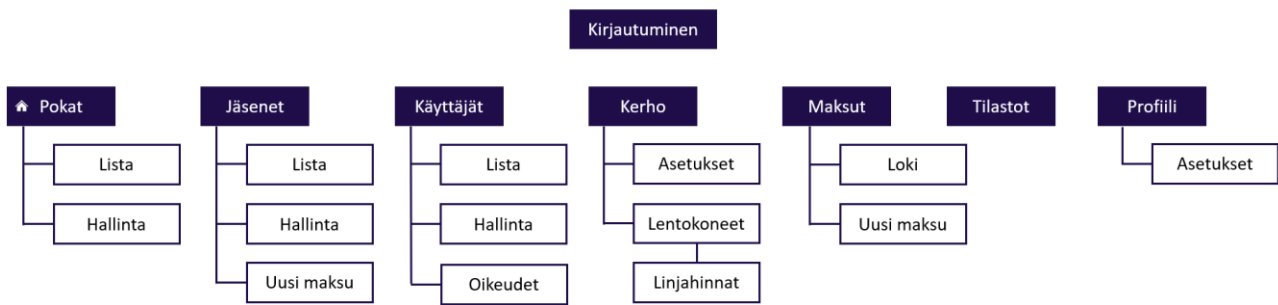 Kirjautuminen
Pokat
Jäsenet
Käyttäjät
Kerho
Maksut
Tilastot
Profiili
Lista
Lista
Lista
Asetukset
Loki
Asetukset
Hallinta
Hallinta
Hallinta
Lentokoneet
Uusi maksu
Uusi maksu
Oikeudet
Linjahinnat